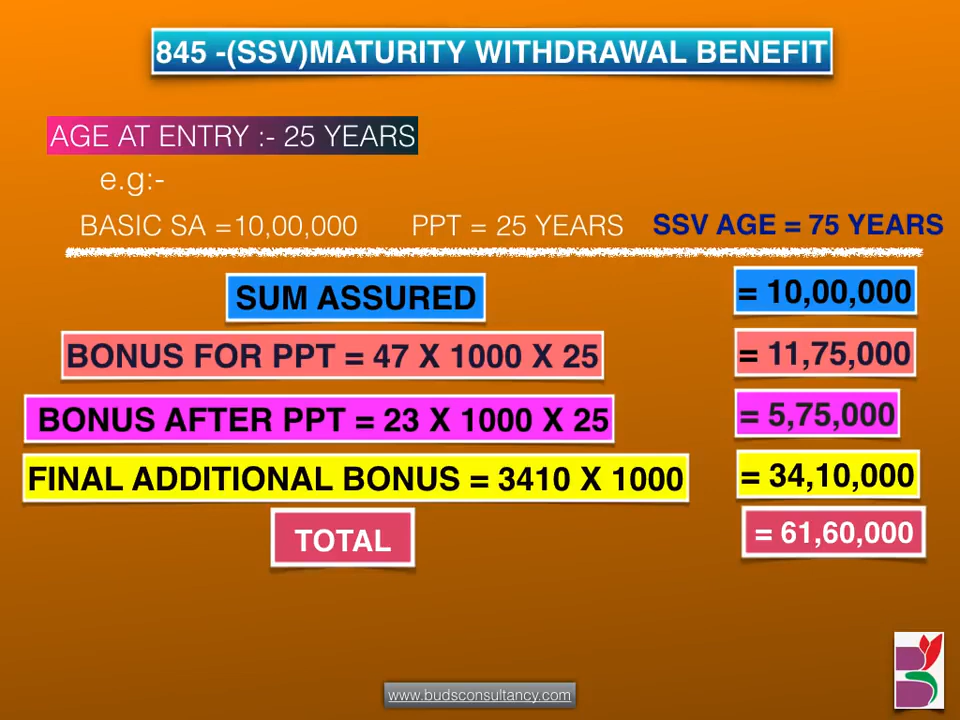 845 -(SSV)MATURITY WITHDRAWAL BENEFIT
AGE AT ENTRY :- 25 YEARS
e.g:-
BASIC SA =10,00,000 PPT = 25 YEARS SSV AGE = 75 YEARS
SUM ASSURED = 10,00,000
BONUS FOR PPT = 47 X 1000 X 25 = 11,75,000
BONUS AFTER PPT = 23 X 1000 X 25 = 5,75,000
FINAL ADDITIONAL BONUS = 3410 X 1000 = 34,10,000
TOTAL = 61,60,000
www.budsconsultancy.com